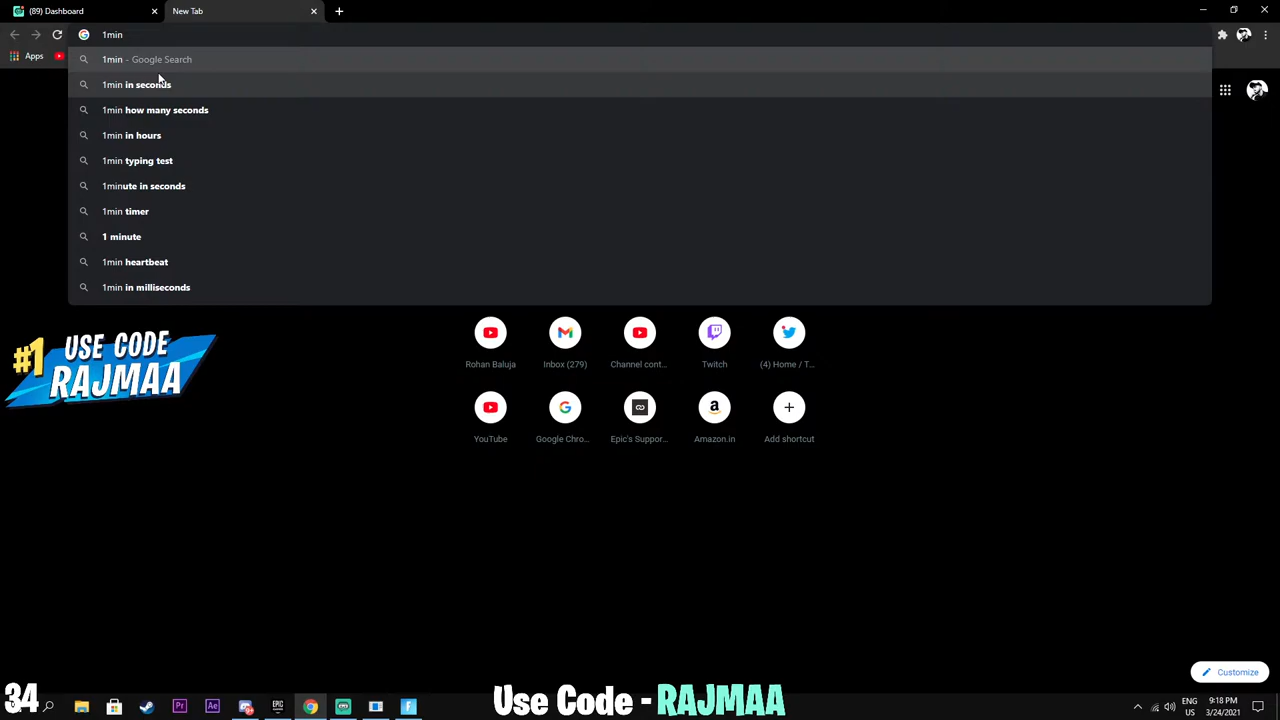 (89) Dashboard
New Tab
1min
Apps
1min - Google Search
1min in seconds
1min how many seconds
1min in hours
1min typing test
1minute in seconds
1min timer
1 minute
1min heartbeat
1min in milliseconds
#1 USE CODE
RAJMAA
Rohan Baluja
Inbox (279)
Channel cont...
Twitch
(4) Home / T...
YouTube
Google Chro...
Epic's Suppor...
Amazon.in
Add shortcut
Customize
34
Pr
Ae
EPIC
Use Code - RAJMAA
ENG
US
9:18 PM
3/24/2021